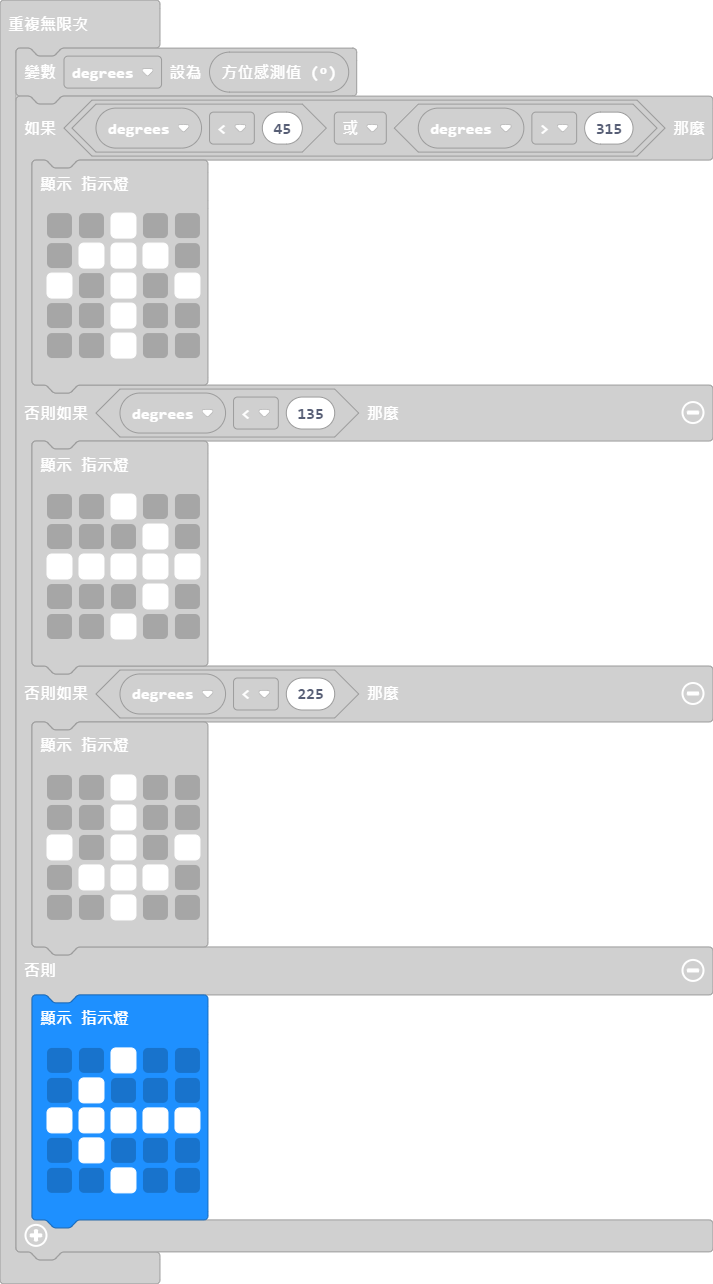 重複無限次
變數 degrees 設為 方位感測值 (°)
如果 degrees < 45 或 degrees > 315 那麼
顯示 指示燈
否則如果 degrees < 135 那麼
顯示 指示燈
否則如果 degrees < 225 那麼
顯示 指示燈
否則
顯示 指示燈